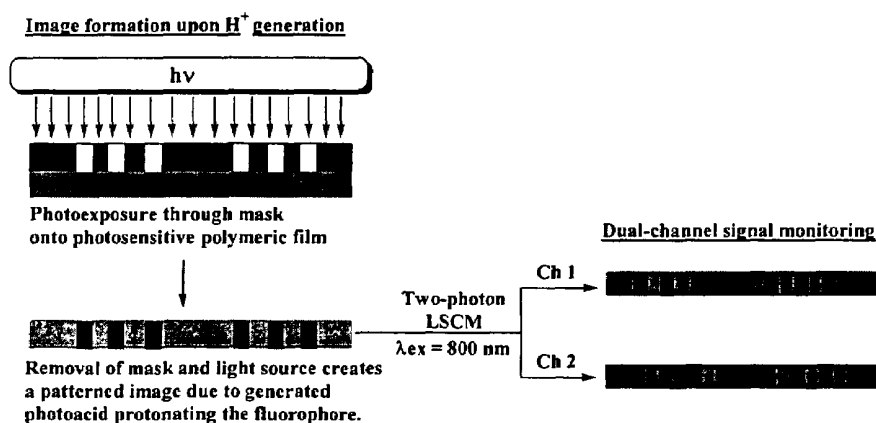 Image formation upon H⁺ generation
hν
Photoexposure through mask
onto photosensitive polymeric film
Dual-channel signal monitoring
Two-photon
LSCM
λex = 800 nm
Ch 1
Ch 2
Removal of mask and light source creates
a patterned image due to generated
photoacid protonating the fluorophore.